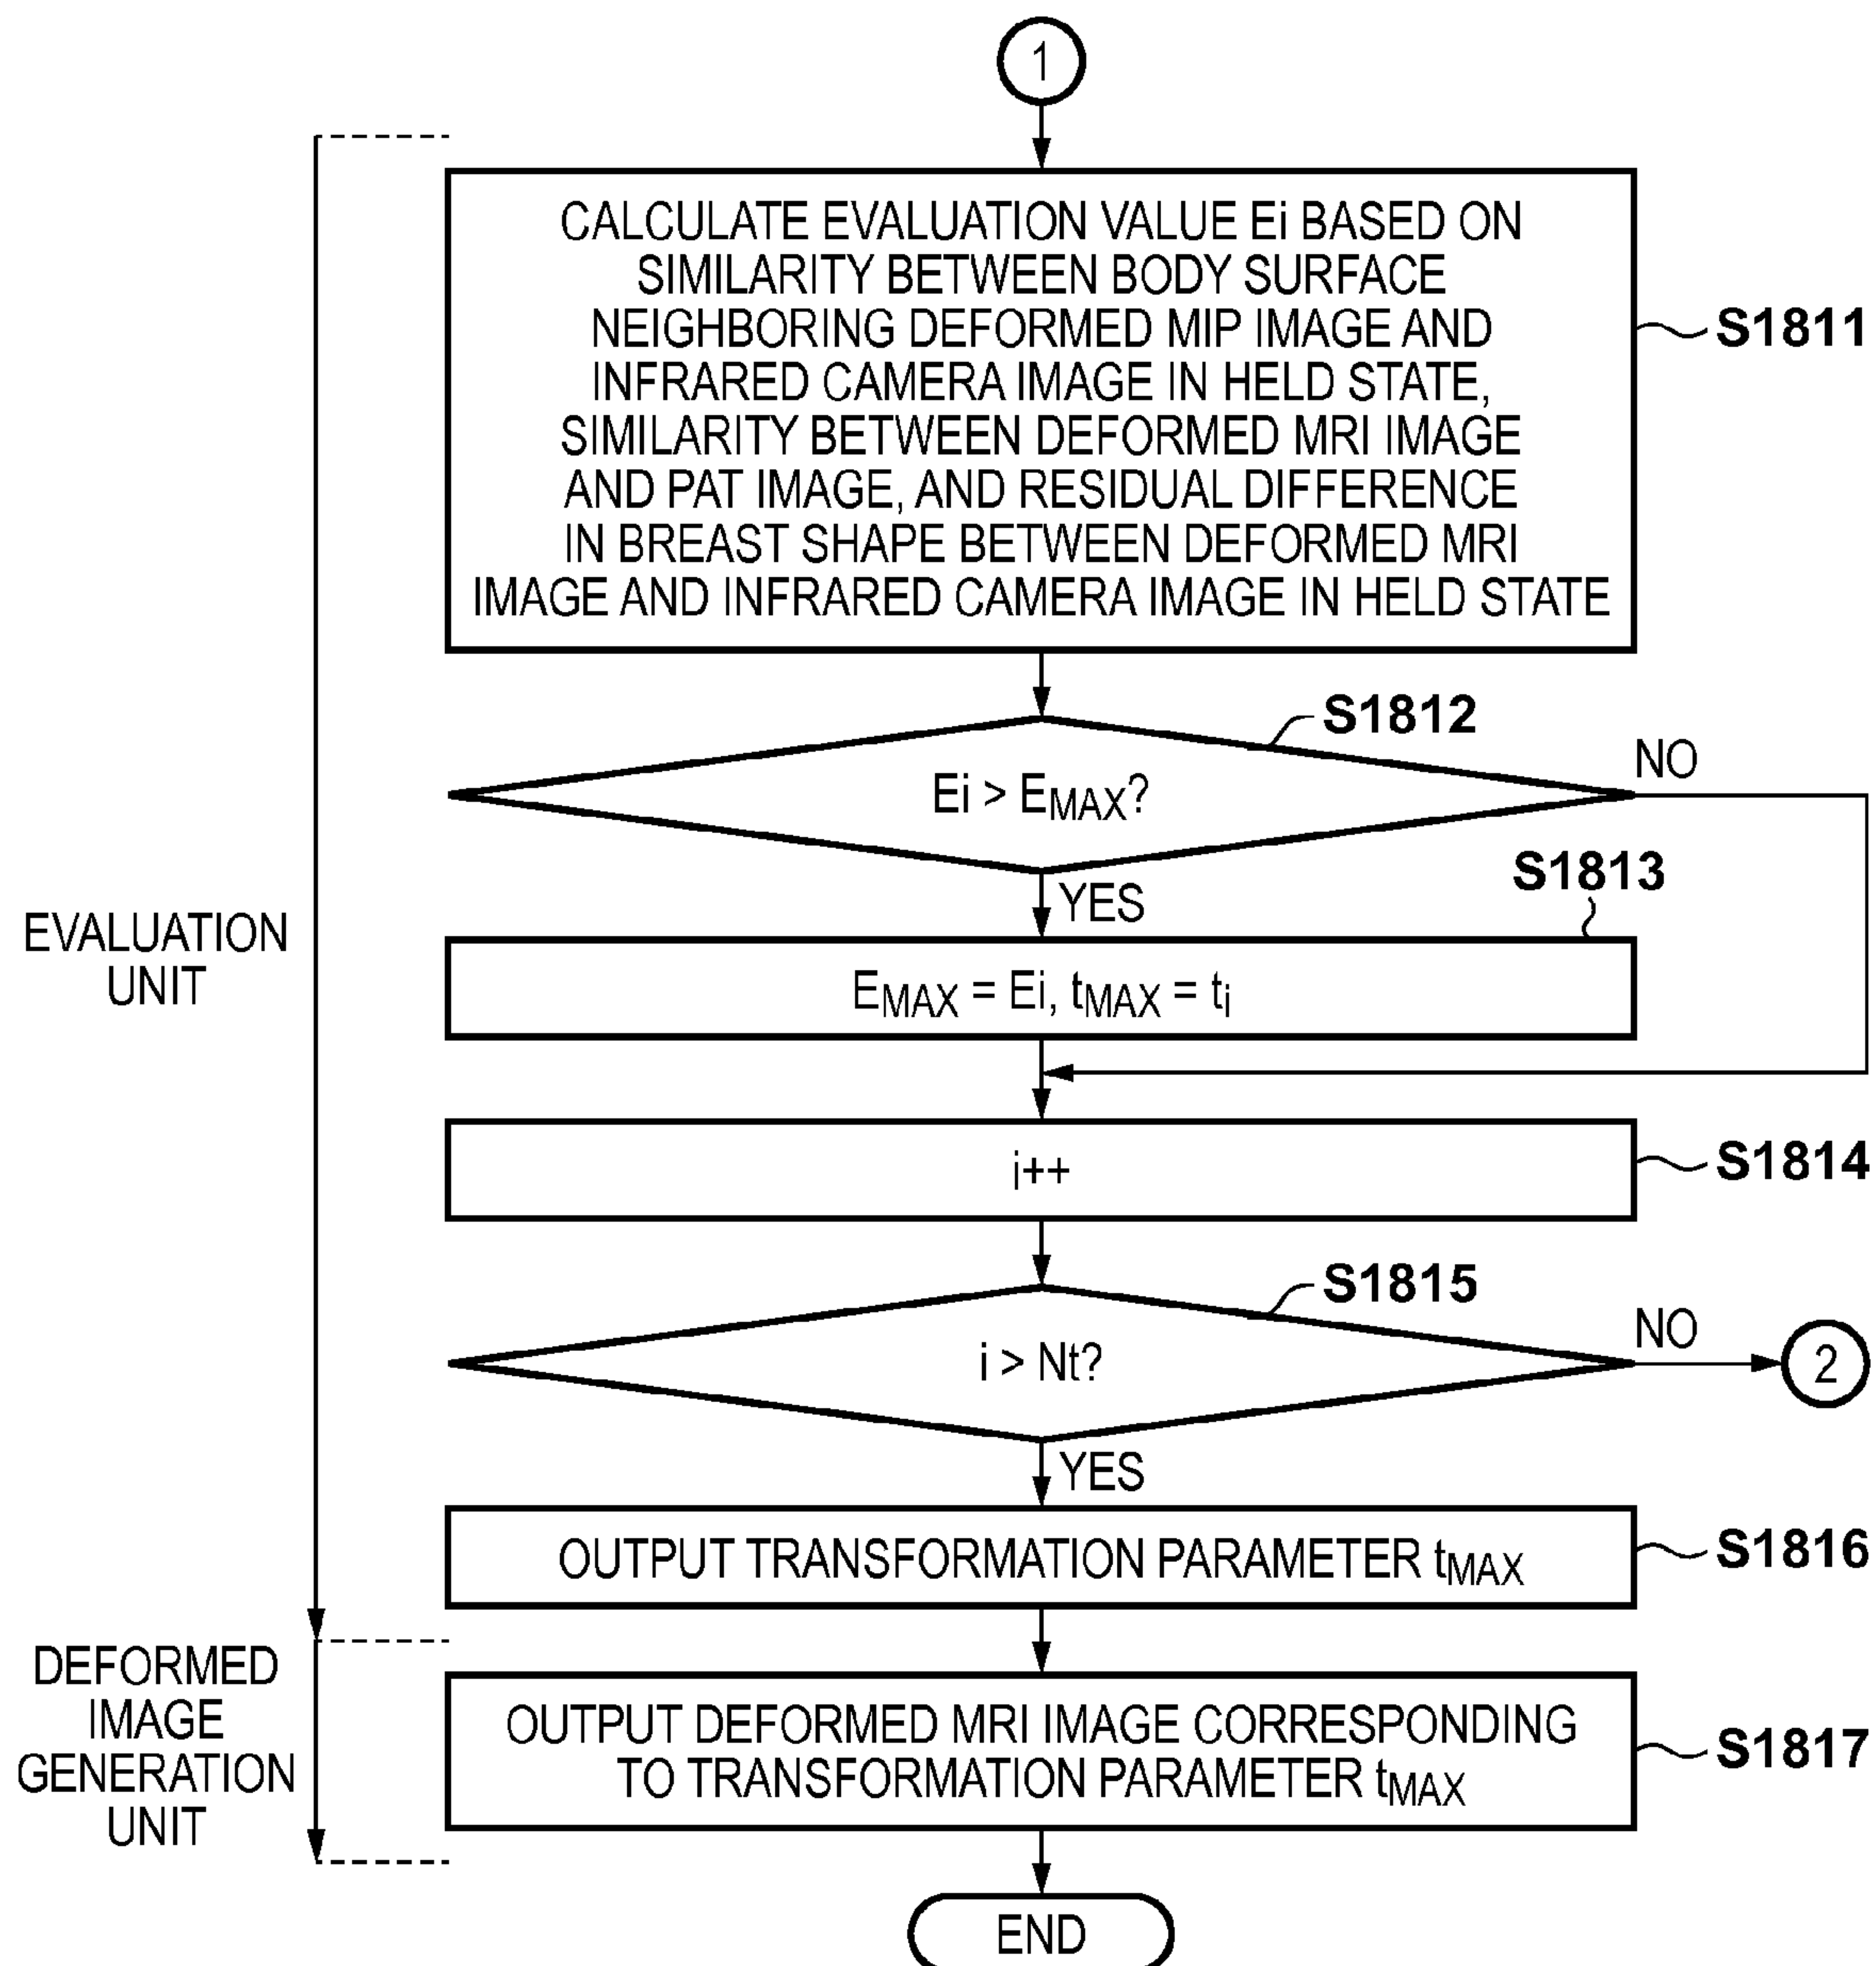 1
CALCULATE EVALUATION VALUE Ei BASED ON
SIMILARITY BETWEEN BODY SURFACE
NEIGHBORING DEFORMED MIP IMAGE AND
INFRARED CAMERA IMAGE IN HELD STATE,
SIMILARITY BETWEEN DEFORMED MRI IMAGE
AND PAT IMAGE, AND RESIDUAL DIFFERENCE
IN BREAST SHAPE BETWEEN DEFORMED MRI
IMAGE AND INFRARED CAMERA IMAGE IN HELD STATE
S1811
S1812
Ei > EMAX?
NO
YES
S1813
EMAX = Ei, tMAX = ti
EVALUATION
UNIT
i++
S1814
S1815
i > Nt?
NO
2
YES
OUTPUT TRANSFORMATION PARAMETER tMAX
S1816
DEFORMED
IMAGE
GENERATION
UNIT
OUTPUT DEFORMED MRI IMAGE CORRESPONDING
TO TRANSFORMATION PARAMETER tMAX
S1817
END